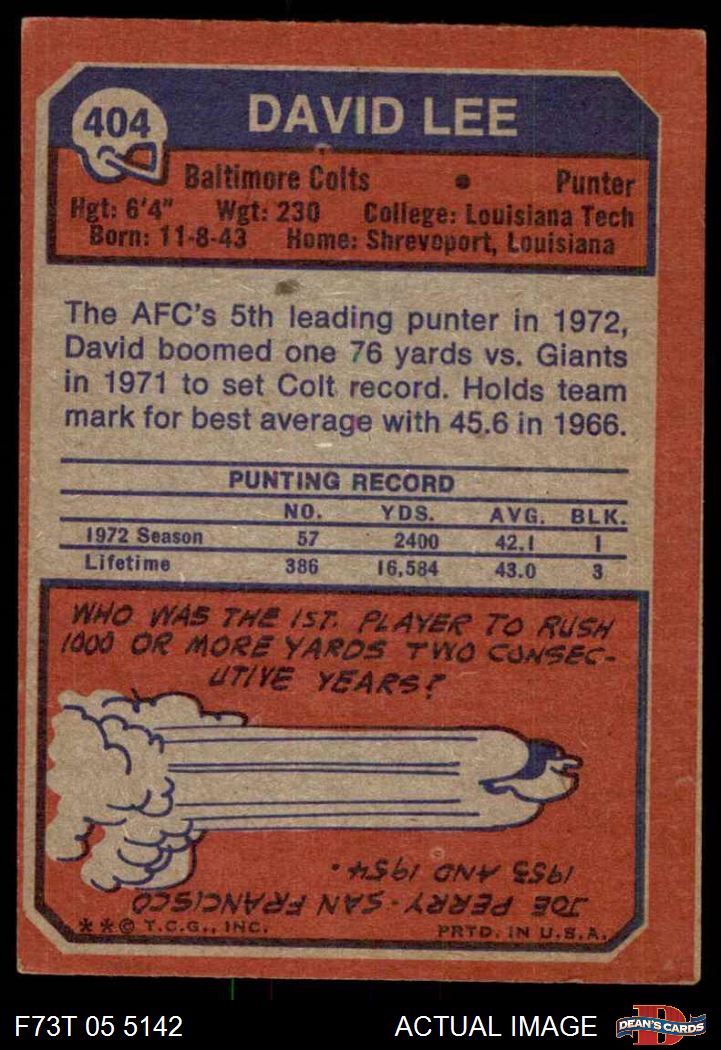 404
DAVID LEE
Baltimore Colts • Punter
Hgt: 6'4" Wgt: 230 College: Louisiana Tech
Born: 11-8-43 Home: Shreveport, Louisiana
The AFC's 5th leading punter in 1972,
David boomed one 76 yards vs. Giants
in 1971 to set Colt record. Holds team
mark for best average with 45.6 in 1966.
PUNTING RECORD
NO. YDS. AVG. BLK.
1972 Season 57 2400 42.1 1
Lifetime 386 16,584 43.0 3
WHO WAS THE 1ST. PLAYER TO RUSH
1000 OR MORE YARDS TWO CONSEC-
UTIVE YEARS?
JOE PERRY-SAN FRANCISCO
1953 AND 1954.
**© T.C.G., INC. PRTD. IN U.S.A.
F73T 05 5142 ACTUAL IMAGE
D
DEAN'S CARDS